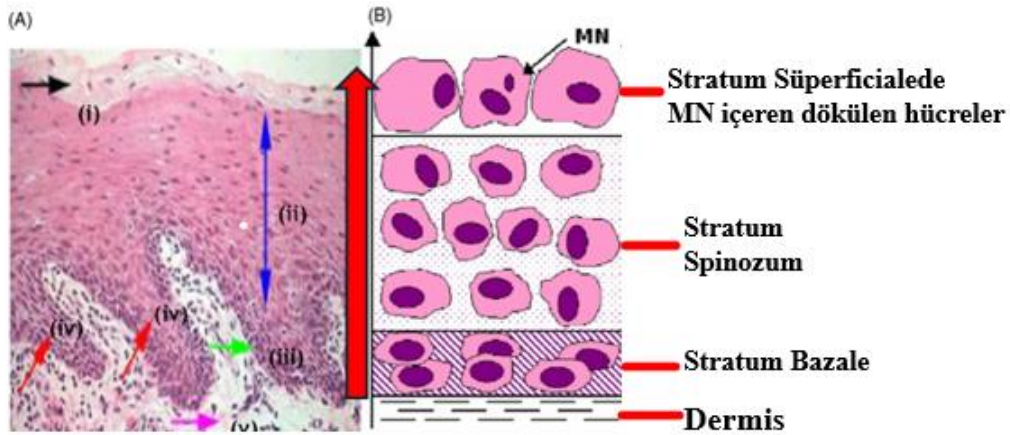 (A)
(B)
MN
(i)
(ii)
(iv)
(iv)
(iii)
(v)
Stratum Süperficialede
MN içeren dökülen hücreler
Stratum
Spinozum
Stratum Bazale
Dermis